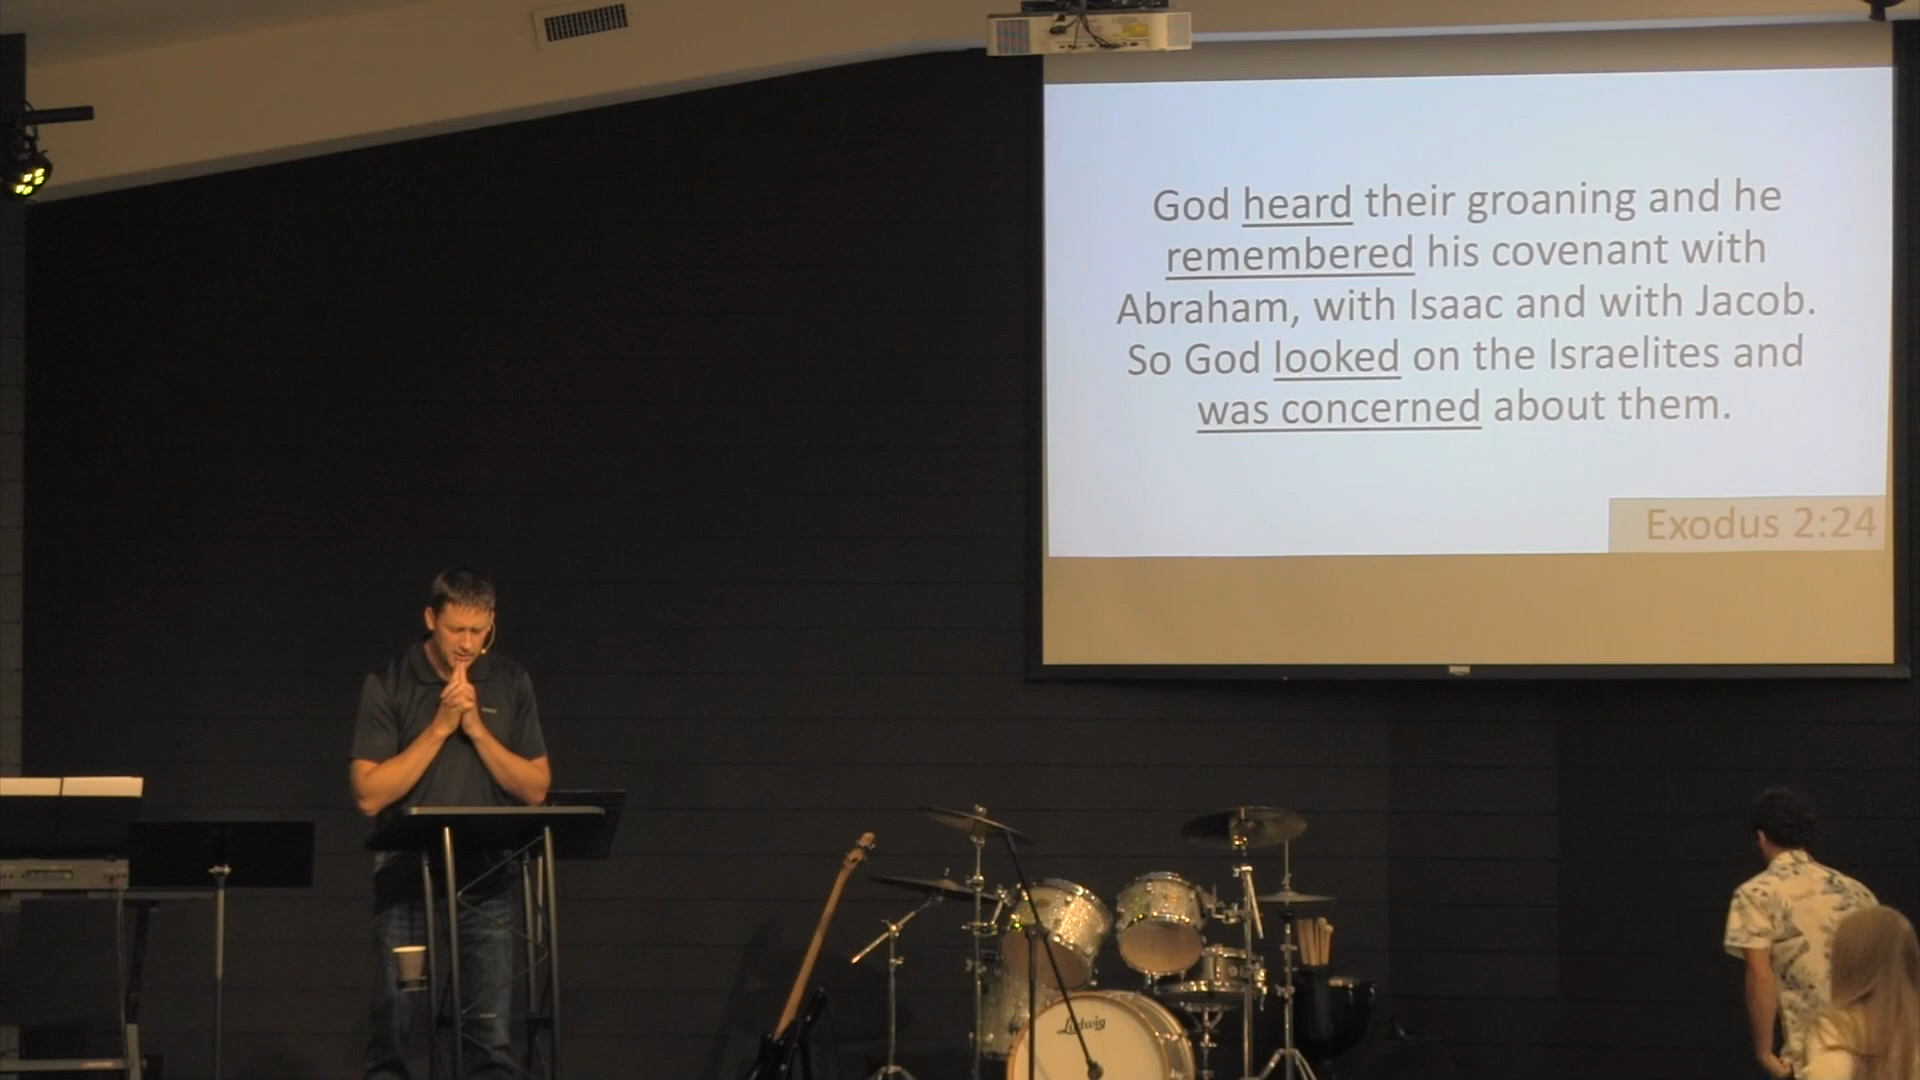 God heard their groaning and he
remembered his covenant with
Abraham, with Isaac and with Jacob.
So God looked on the Israelites and
was concerned about them.
Exodus 2:24
Ludwig